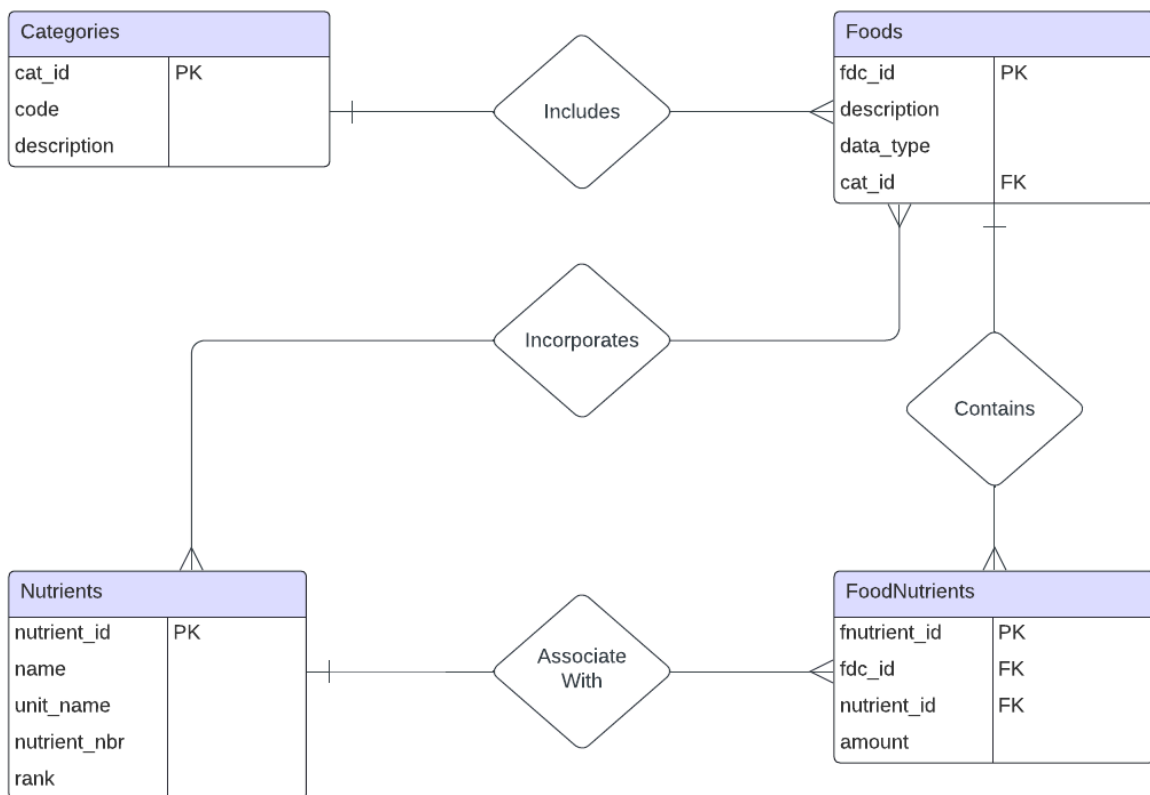 Categories
cat_id PK
code
description
Includes
Foods
fdc_id PK
description
data_type
cat_id FK
Incorporates
Contains
Nutrients
nutrient_id PK
name
unit_name
nutrient_nbr
rank
Associate
With
FoodNutrients
fnutrient_id PK
fdc_id FK
nutrient_id FK
amount